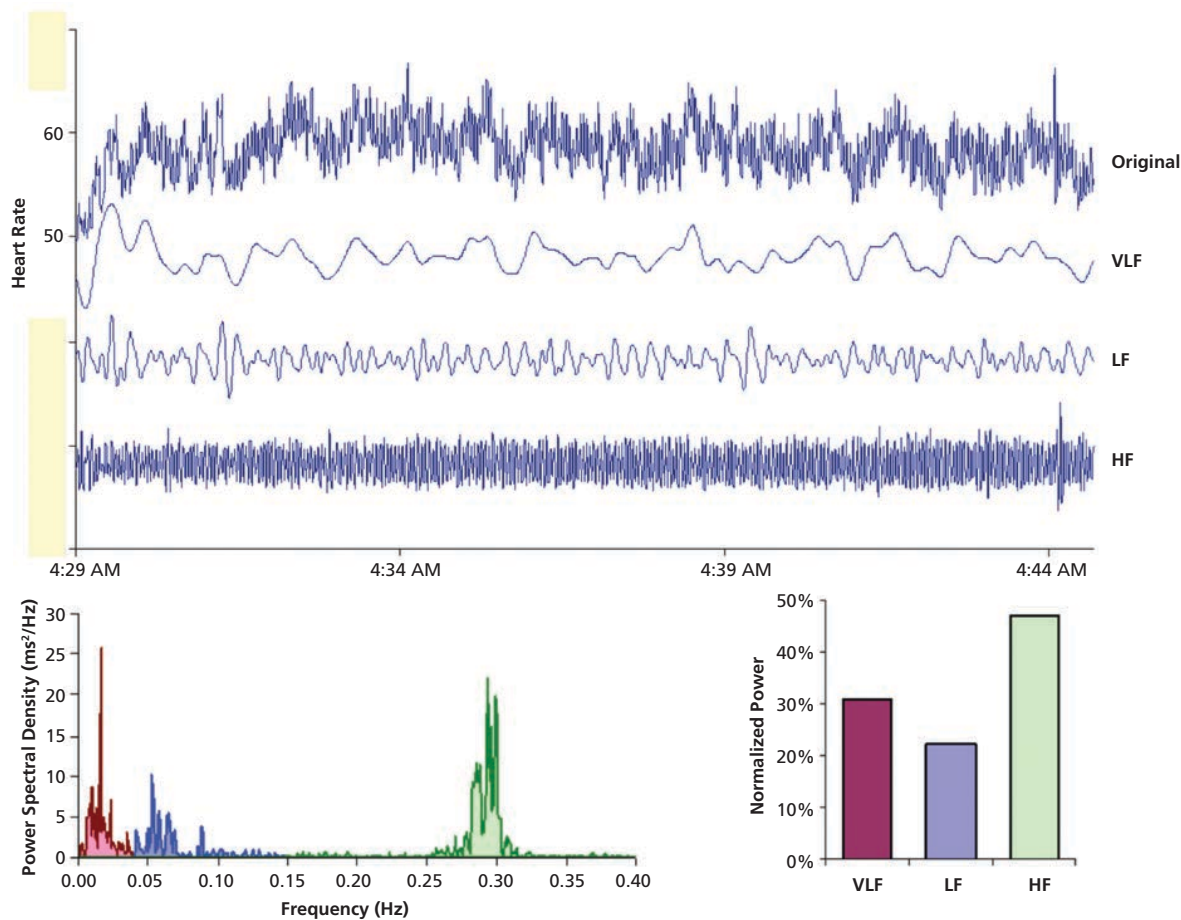 Heart Rate
60
50
Original
VLF
LF
HF
4:29 AM 4:34 AM 4:39 AM 4:44 AM
Power Spectral Density (ms²/Hz)
30
25
20
15
10
5
0
0.00 0.05 0.10 0.15 0.20 0.25 0.30 0.35 0.40
Frequency (Hz)
Normalized Power
50%
40%
30%
20%
10%
0%
VLF LF HF